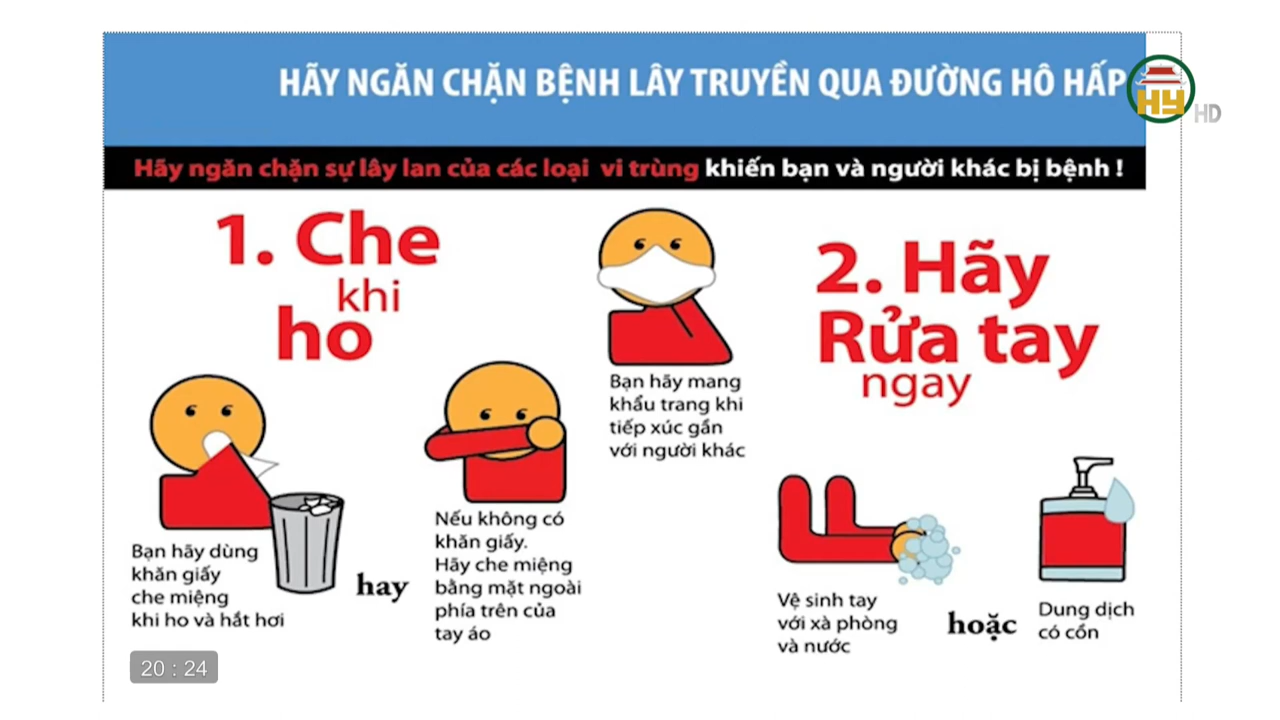 HÃY NGĂN CHẶN BỆNH LÂY TRUYỀN QUA ĐƯỜNG HÔ HẤP
HY
HD
Hãy ngăn chặn sự lây lan của các loại vi trùng khiến bạn và người khác bị bệnh !
1. Che
khi
ho
Bạn hãy dùng
khăn giấy
che miệng
khi ho và hắt hơi
hay
Nếu không có
khăn giấy.
Hãy che miệng
bằng mặt ngoài
phía trên của
tay áo
Bạn hãy mang
khẩu trang khi
tiếp xúc gần
với người khác
2. Hãy
Rửa tay
ngay
Vệ sinh tay
với xà phòng
và nước
hoặc
Dung dịch
có cồn
20 : 24